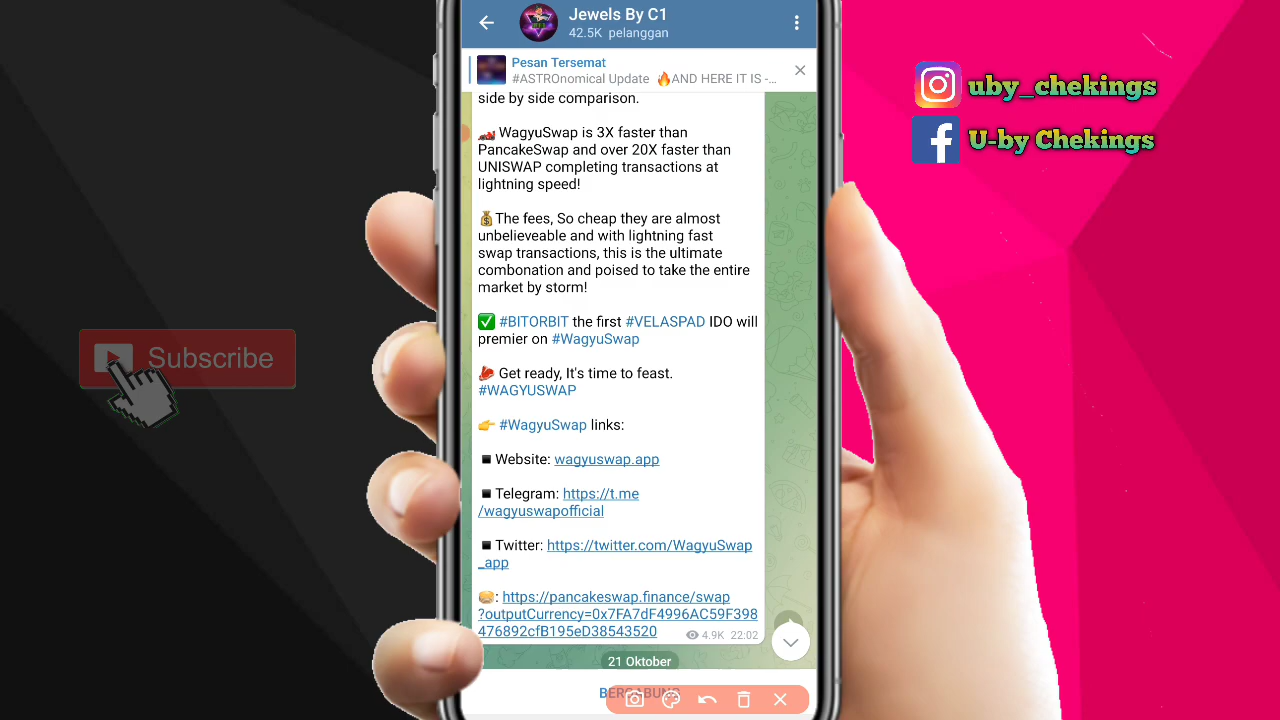 Jewels By C1
42.5K pelanggan
Pesan Tersemat
#ASTROnomical Update 🔥AND HERE IT IS -...
side by side comparison.
🏎️ WagyuSwap is 3X faster than
PancakeSwap and over 20X faster than
UNISWAP completing transactions at
lightning speed!
💰The fees, So cheap they are almost
unbelieveable and with lightning fast
swap transactions, this is the ultimate
combonation and poised to take the entire
market by storm!
✅ #BITORBIT the first #VELASPAD IDO will
premier on #WagyuSwap
🥩 Get ready, It's time to feast.
#WAGYUSWAP
👉 #WagyuSwap links:
◾Website: wagyuswap.app
◾Telegram: https://t.me
/wagyuswapofficial
◾Twitter: https://twitter.com/WagyuSwap
_app
🥞: https://pancakeswap.finance/swap
?outputCurrency=0x7FA7dF4996AC59F398
476892cfB195eD38543520
4.9K 22:02
21 Oktober
BERGABUNG
Subscribe
uby_chekings
U-by Chekings